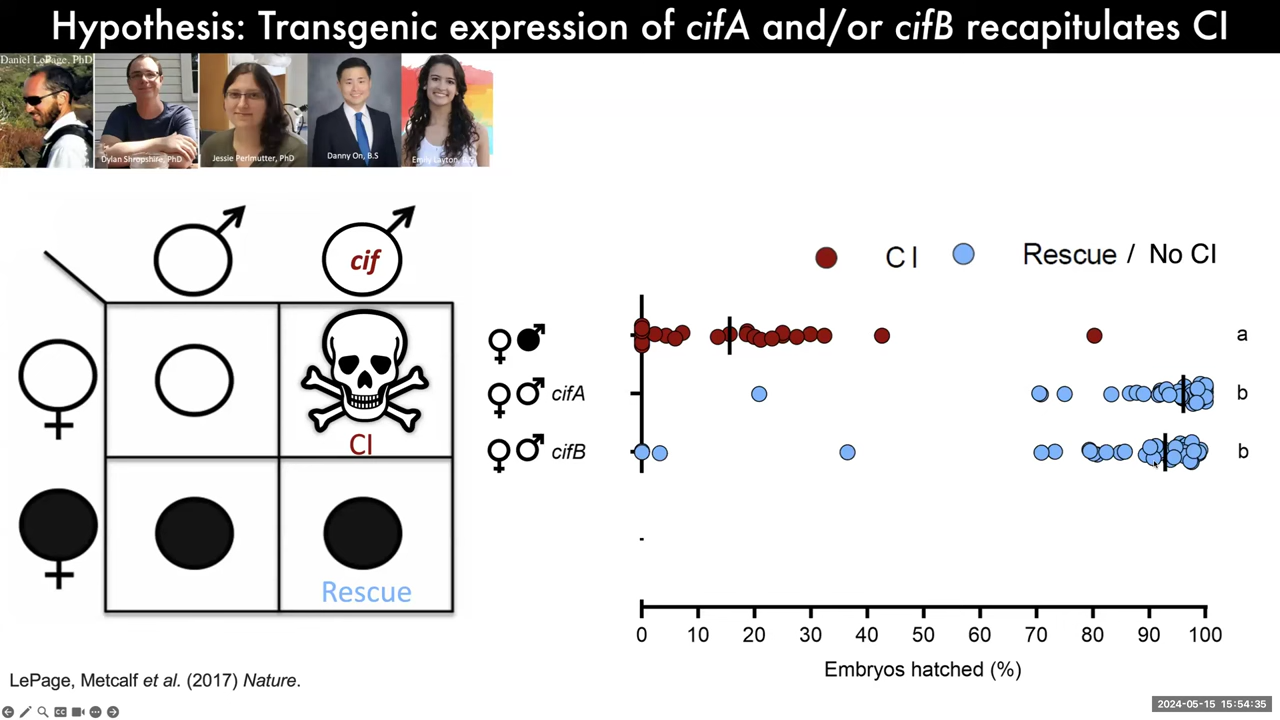 Hypothesis: Transgenic expression of cifA and/or cifB recapitulates CI
Daniel LePage, PhD
Dylan Shropshire, PhD
Jessie Perlmutter, PhD
Danny On, B.S
Emily Layton,
cif
CI
Rescue
CI
Rescue / No CI
a
cifA
b
cifB
b
0 10 20 30 40 50 60 70 80 90 100
Embryos hatched (%)
LePage, Metcalf et al. (2017) Nature.
2024-05-15 15:54:35